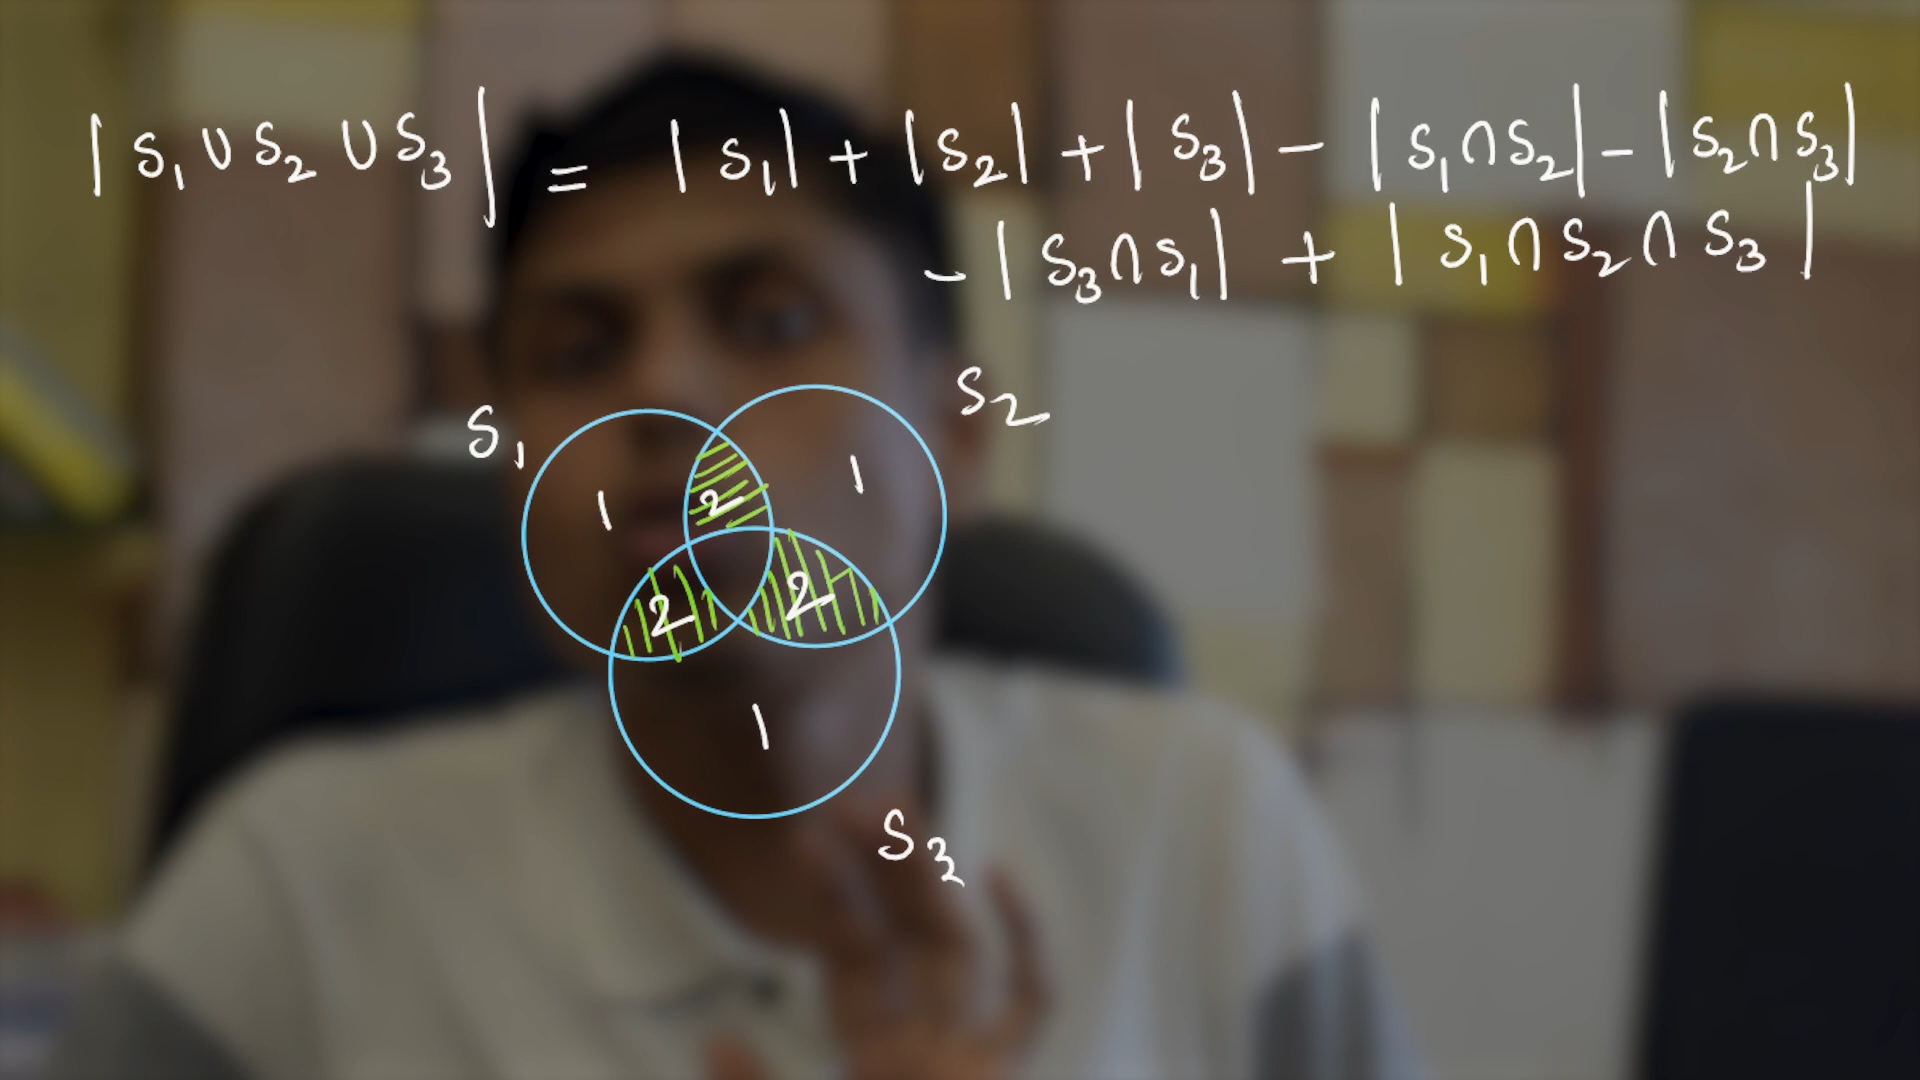 |S₁∪S₂∪S₃| = |S₁|+|S₂|+|S₃|-|S₁∩S₂|-|S₂∩S₃|
-|S₃∩S₁| + |S₁∩S₂∩S₃|
S₁
S₂
1
2
1
2
2
1
S₃